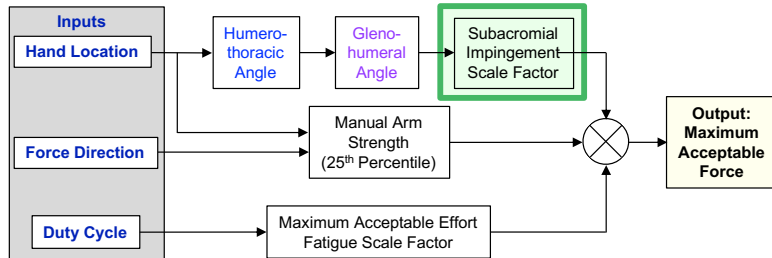 Inputs
Hand Location
Humero-
thoracic
Angle
Gleno-
humeral
Angle
Subacromial
Impingement
Scale Factor
Force Direction
Manual Arm
Strength
(25th Percentile)
Output:
Maximum
Acceptable
Force
Duty Cycle
Maximum Acceptable Effort
Fatigue Scale Factor